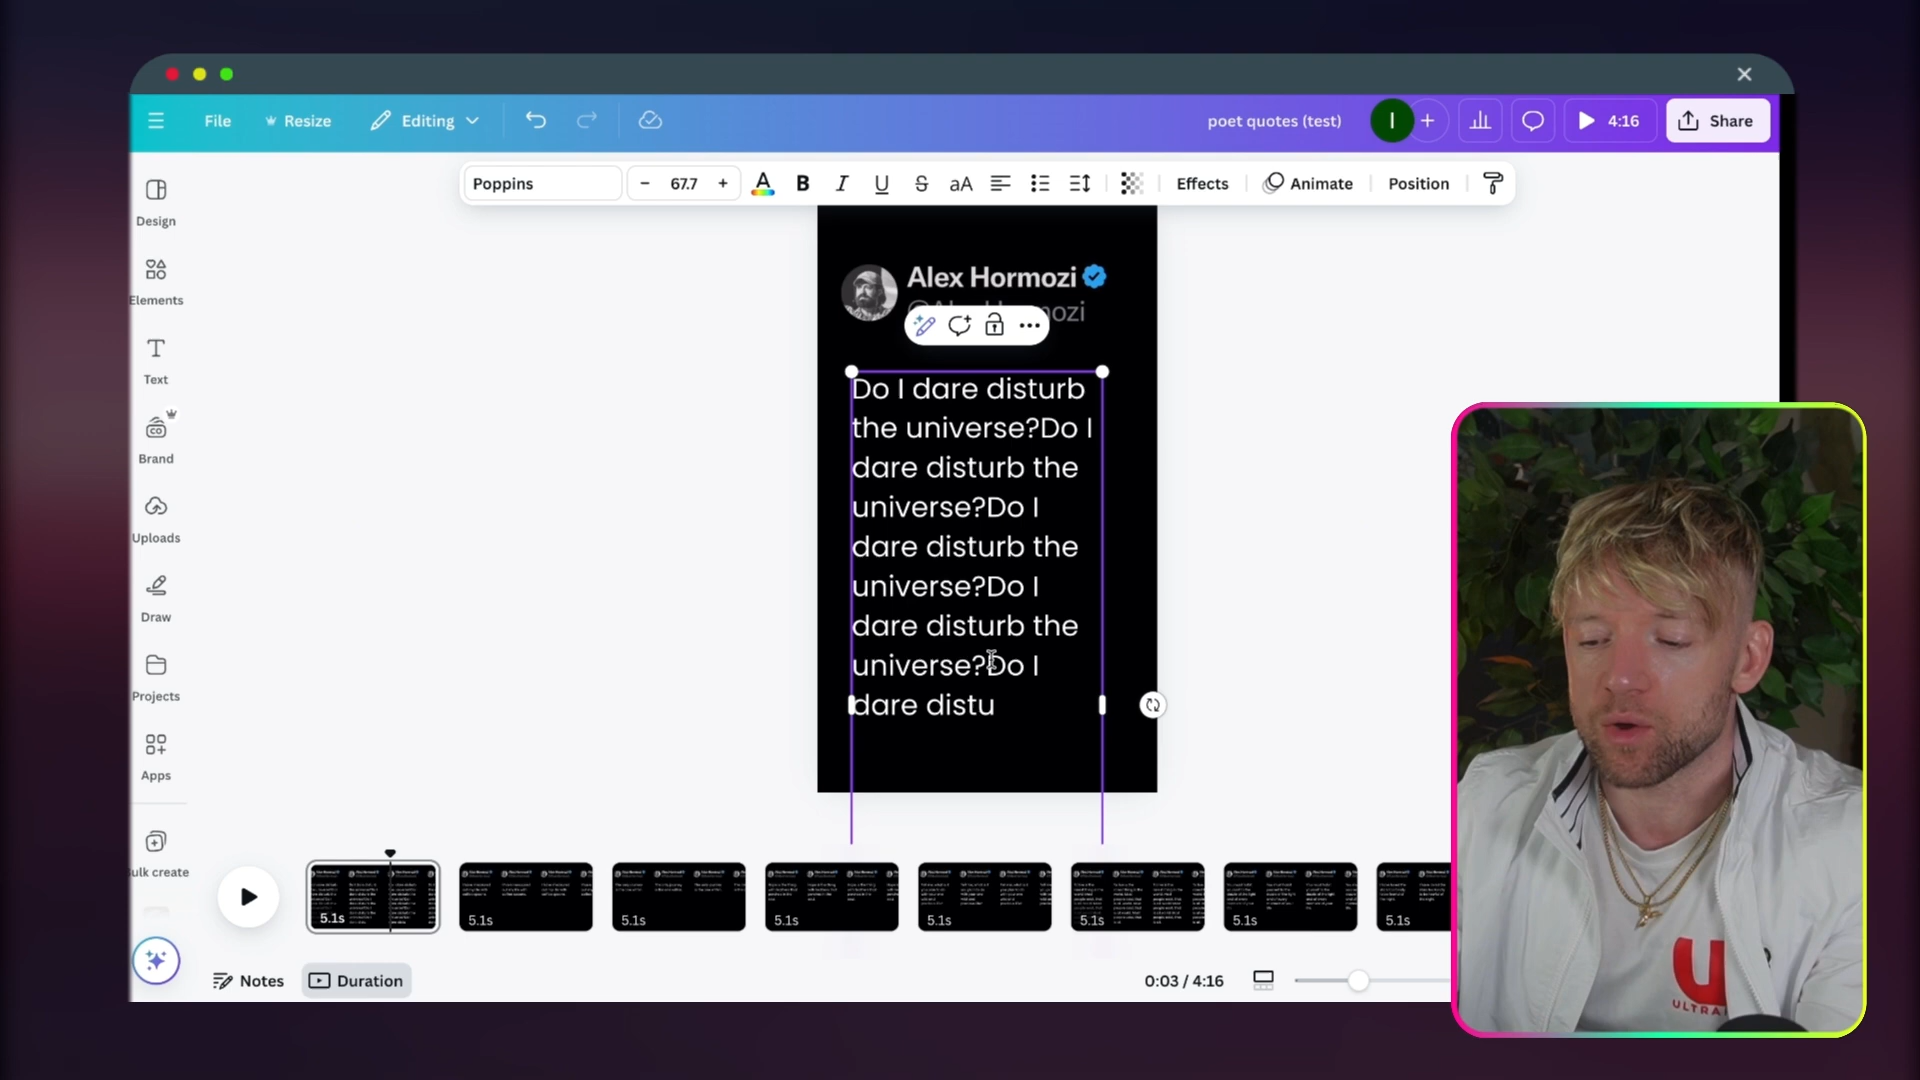 File
Resize
Editing
poet quotes (test)
I
4:16
Share
Poppins
67.7
A
B
I
U
S
aA
Effects
Animate
Position
Design
Elements
Text
Brand
Uploads
Draw
Projects
Apps
ulk create
Alex Hormozi
ozi
Do I dare disturb
the universe?Do I
dare disturb the
universe?Do I
dare disturb the
universe?Do I
dare disturb the
universe?Do I
dare distu
5.1s
5.1s
5.1s
5.1s
5.1s
5.1s
5.1s
5.1s
Notes
Duration
0:03 / 4:16
U
ULTRA